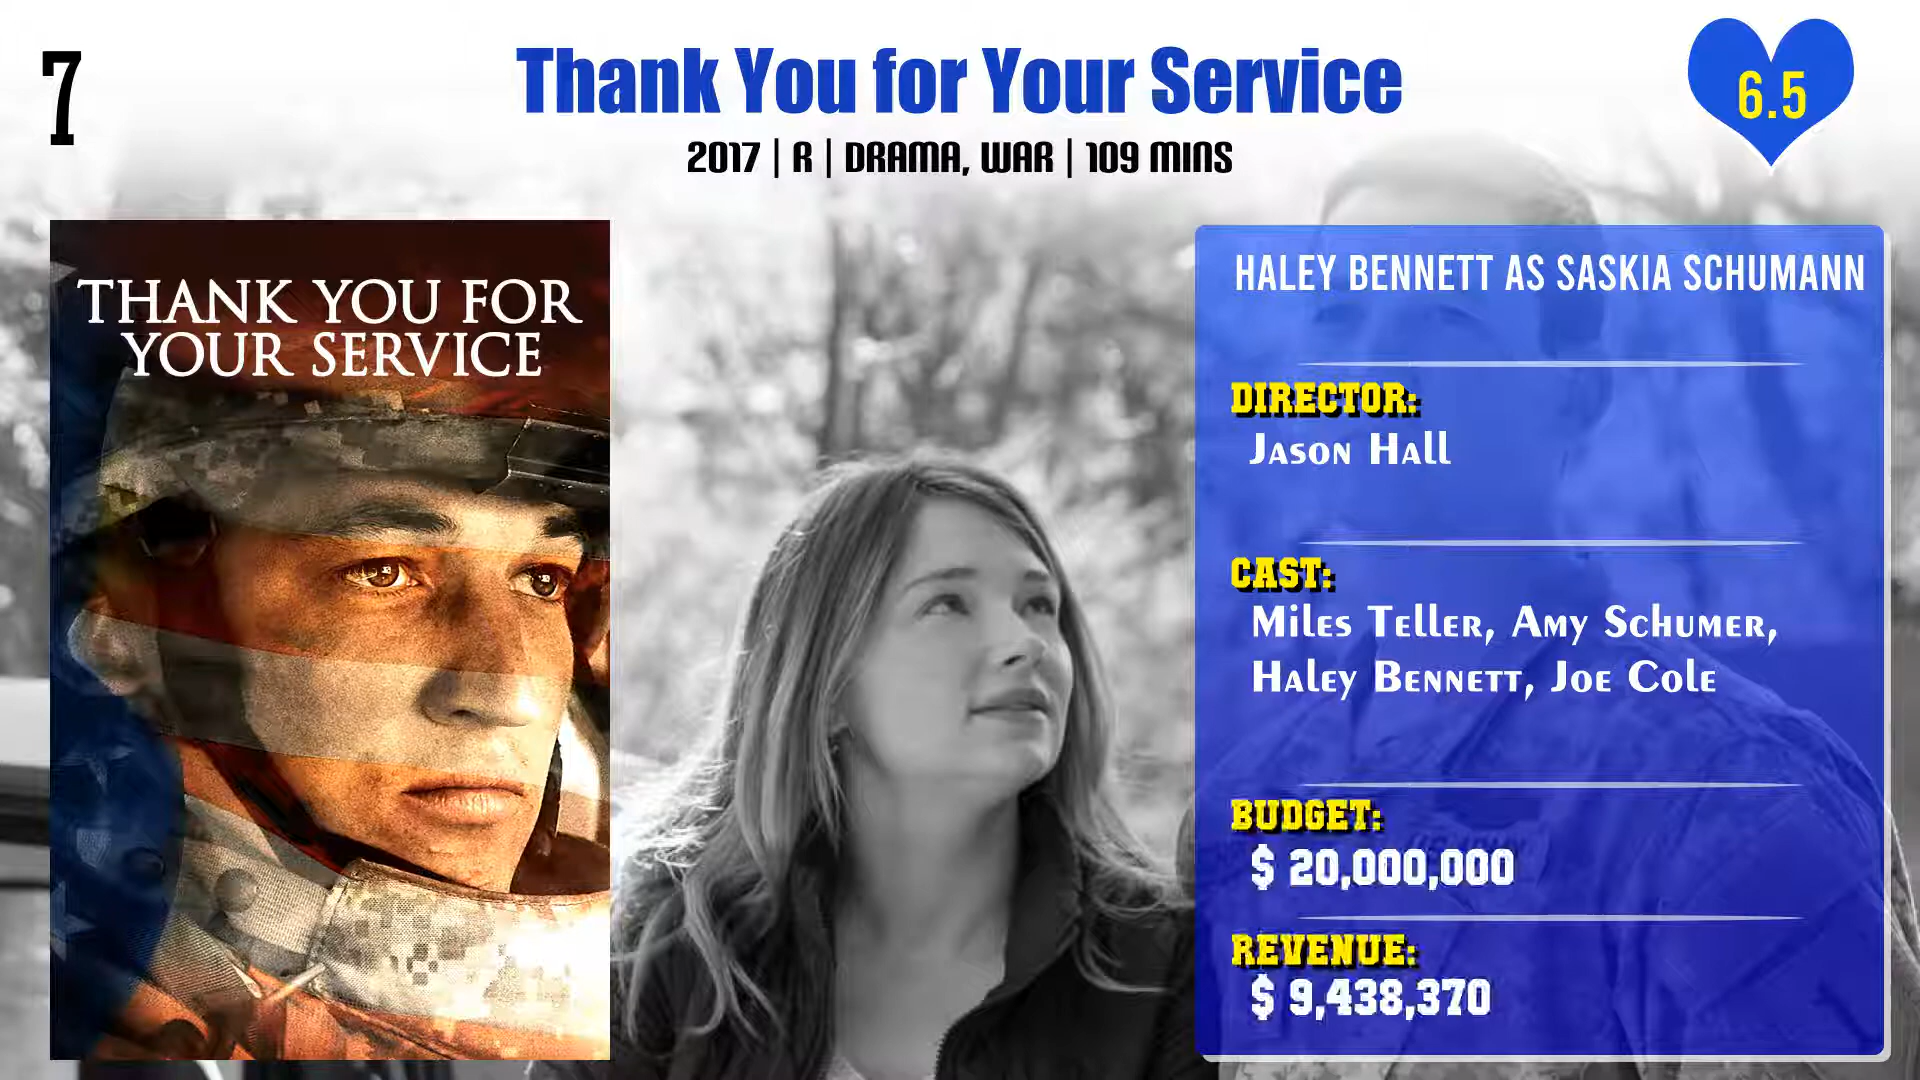 7
Thank You for Your Service
6.5
2017 | R | DRAMA, WAR | 109 MINS
THANK YOU FOR
YOUR SERVICE
HALEY BENNETT AS SASKIA SCHUMANN
DIRECTOR:
Jason Hall
CAST:
Miles Teller, Amy Schumer,
Haley Bennett, Joe Cole
BUDGET:
$ 20,000,000
REVENUE:
$ 9,438,370